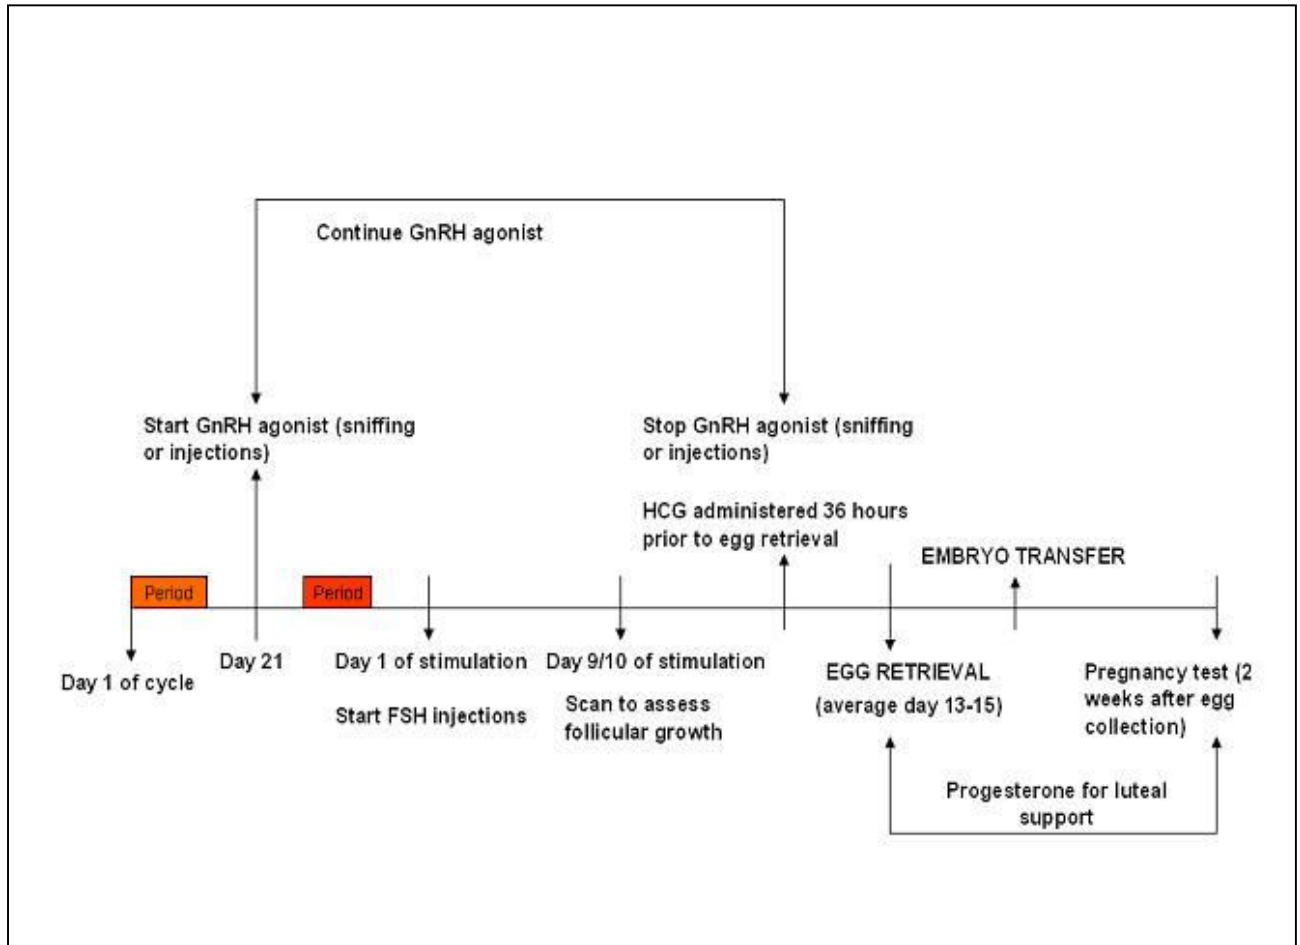 Continue GnRH agonist
Start GnRH agonist (sniffing
or injections)
Stop GnRH agonist (sniffing
or injections)
HCG administered 36 hours
prior to egg retrieval
EMBRYO TRANSFER
Period
Period
Day 1 of cycle
Day 21
Day 1 of stimulation
Start FSH injections
Day 9/10 of stimulation
Scan to assess
follicular growth
EGG RETRIEVAL
(average day 13-15)
Pregnancy test (2
weeks after egg
collection)
Progesterone for luteal
support